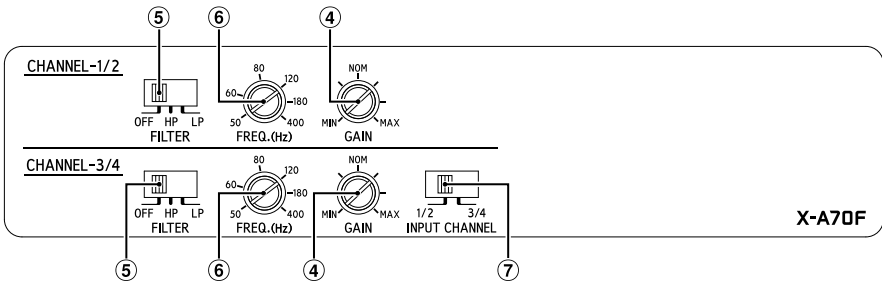 ⑤ ⑥ ④
CHANNEL-1/2
OFF HP LP
FILTER
50 60 80 120 180 400
FREQ.(Hz)
MIN NOM MAX
GAIN
CHANNEL-3/4
OFF HP LP
FILTER
50 60 80 120 180 400
FREQ.(Hz)
MIN NOM MAX
GAIN
1/2 3/4
INPUT CHANNEL
X-A70F
⑤ ⑥ ④ ⑦